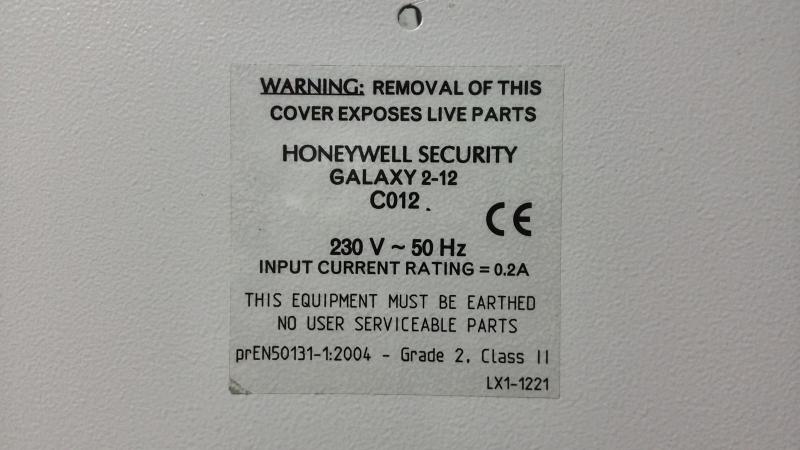 WARNING: REMOVAL OF THIS
COVER EXPOSES LIVE PARTS
HONEYWELL SECURITY
GALAXY 2-12
C012 .
CE
230 V ~ 50 Hz
INPUT CURRENT RATING = 0.2A
THIS EQUIPMENT MUST BE EARTHED
NO USER SERVICEABLE PARTS
prEN50131-1:2004 - Grade 2. Class II
LX1-1221